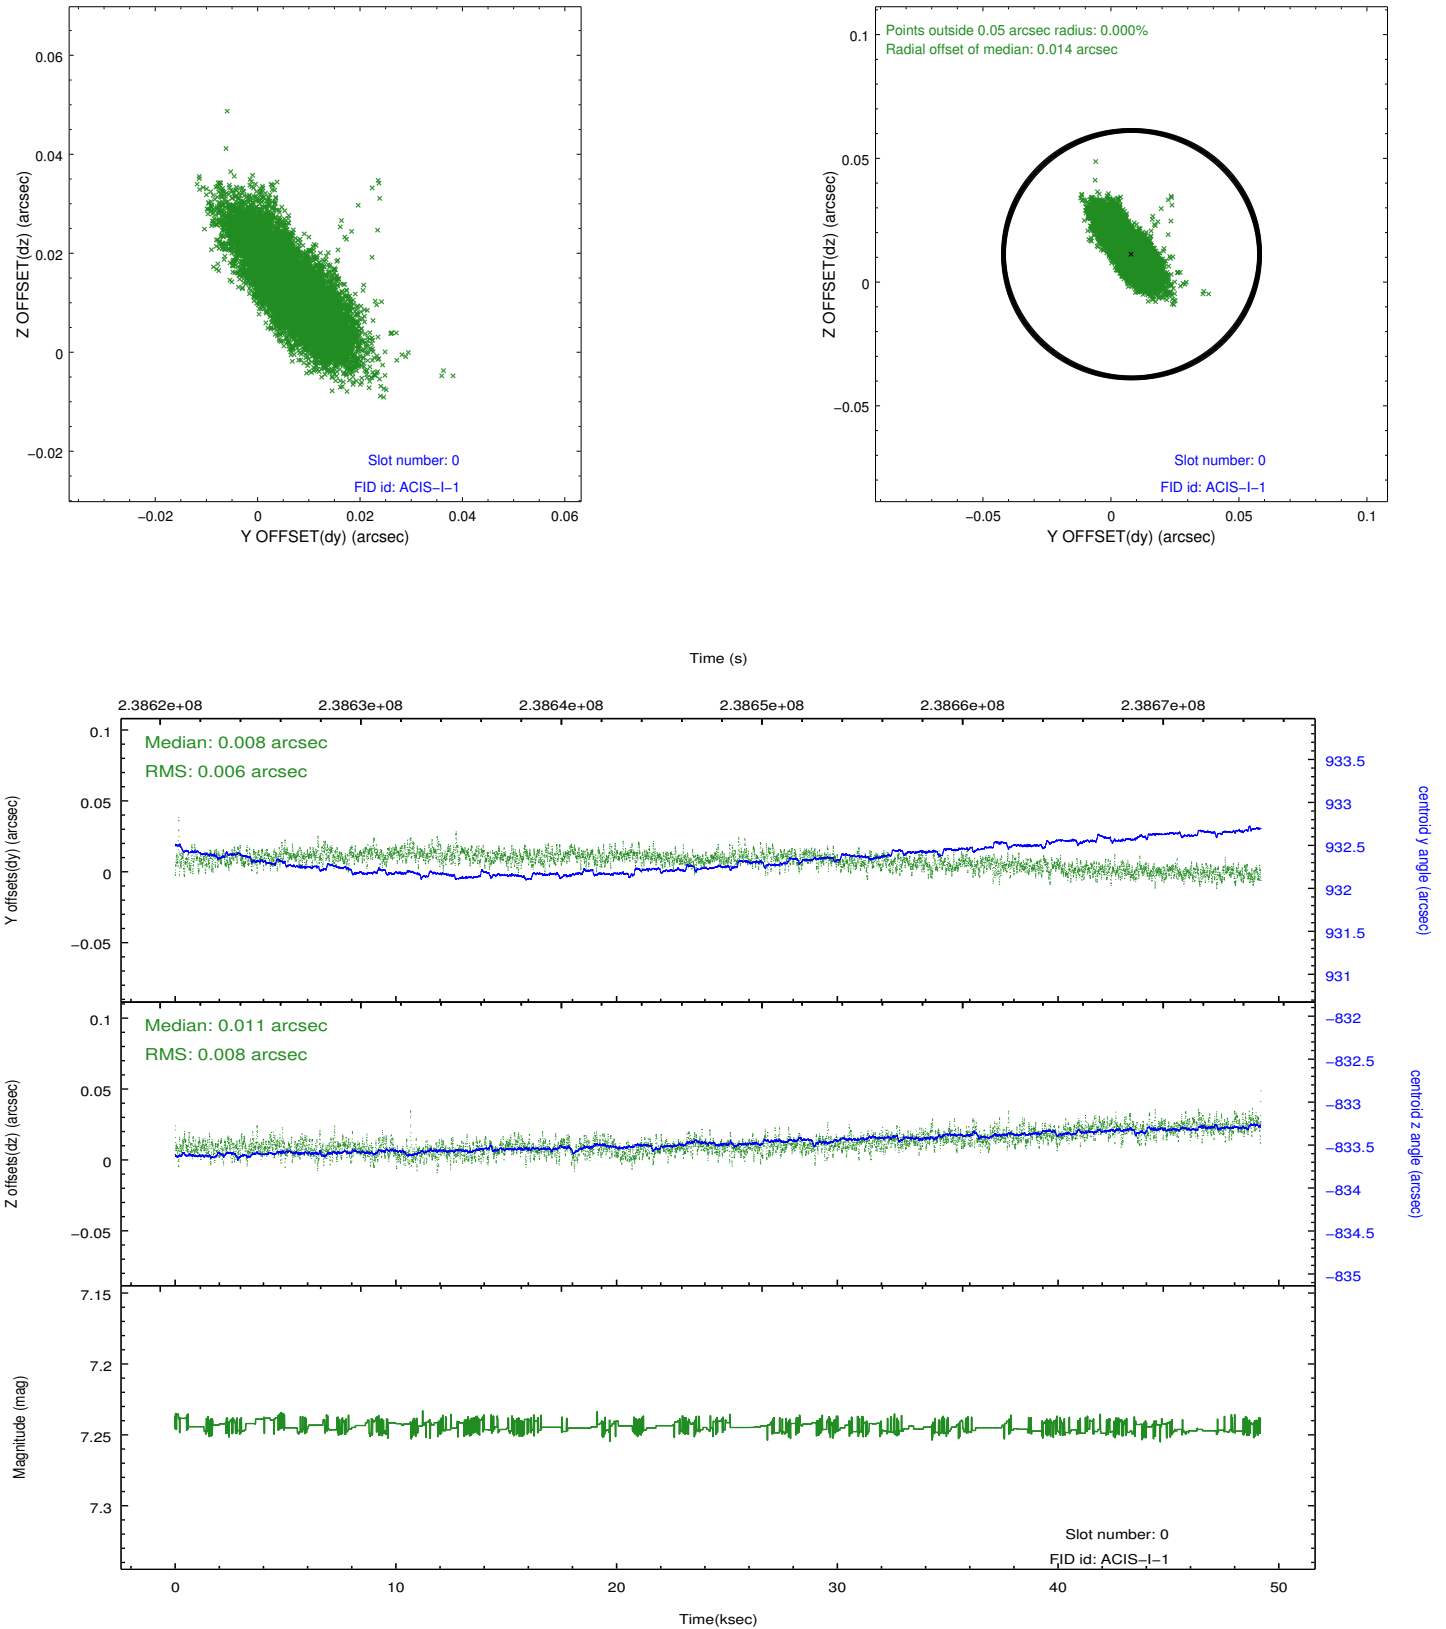 0.06
0.04
0.02
0
−0.02
Z OFFSET(dz) (arcsec)
Slot number: 0
FID id: ACIS−I−1
−0.02 0 0.02 0.04 0.06
Y OFFSET(dy) (arcsec)
Points outside 0.05 arcsec radius: 0.000%
Radial offset of median: 0.014 arcsec
0.1
0.05
0
−0.05
Z OFFSET(dz) (arcsec)
Slot number: 0
FID id: ACIS−I−1
−0.05 0 0.05 0.1
Y OFFSET(dy) (arcsec)
Time (s)
2.3862e+08 2.3863e+08 2.3864e+08 2.3865e+08 2.3866e+08 2.3867e+08
Median: 0.008 arcsec
RMS: 0.006 arcsec
0.1
0.05
0
−0.05
Y offsets(dy) (arcsec)
933.5
933
932.5
932
931.5
931
centroid y angle (arcsec)
Median: 0.011 arcsec
RMS: 0.008 arcsec
0.1
0.05
0
−0.05
Z offsets(dz) (arcsec)
−832
−832.5
−833
−833.5
−834
−834.5
−835
centroid z angle (arcsec)
7.15
7.2
7.25
7.3
Magnitude (mag)
Slot number: 0
FID id: ACIS−I−1
0 10 20 30 40 50
Time(ksec)